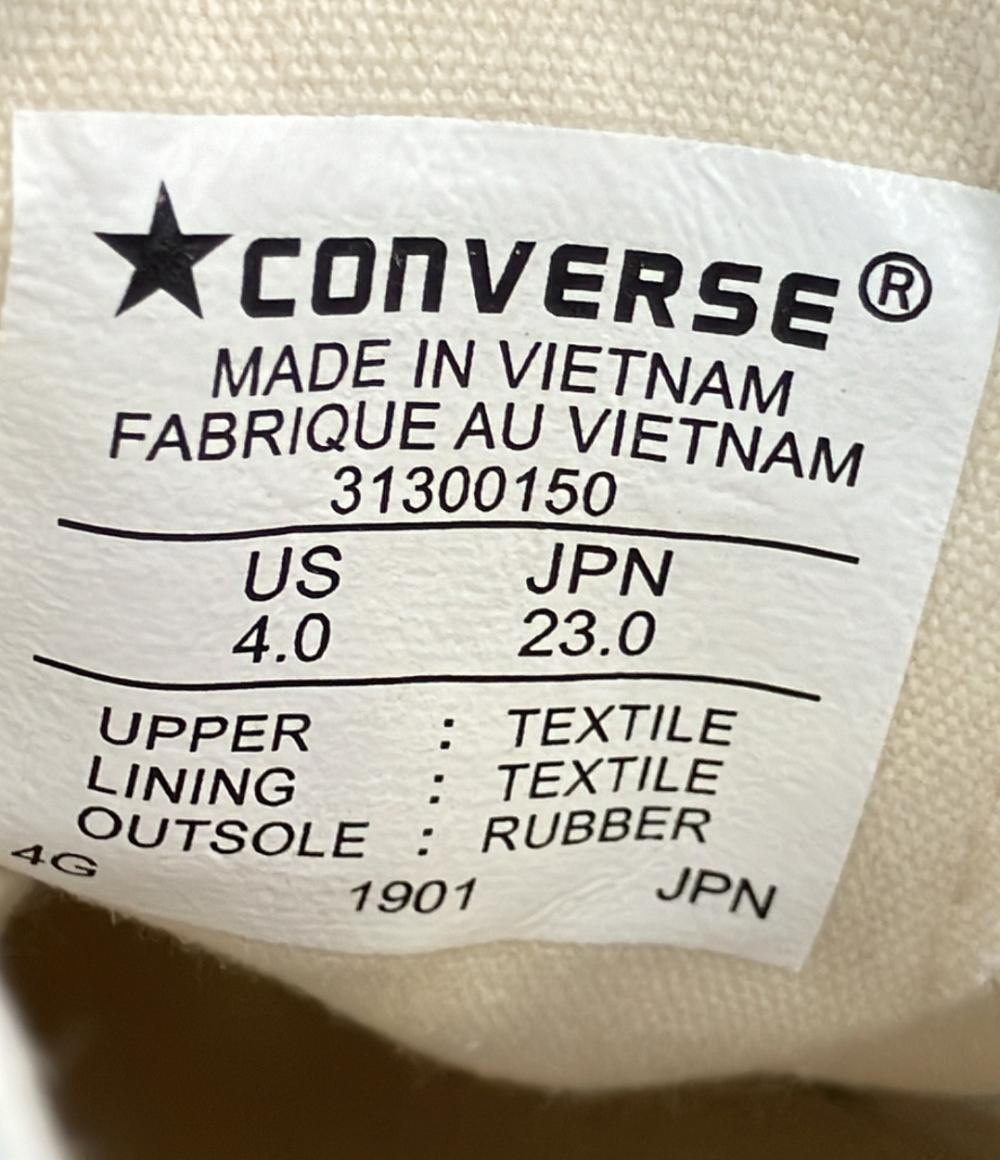 ★CONVERSE®
MADE IN VIETNAM
FABRIQUE AU VIETNAM
31300150
US JPN
4.0 23.0
UPPER : TEXTILE
LINING : TEXTILE
OUTSOLE : RUBBER
4G 1901 JPN